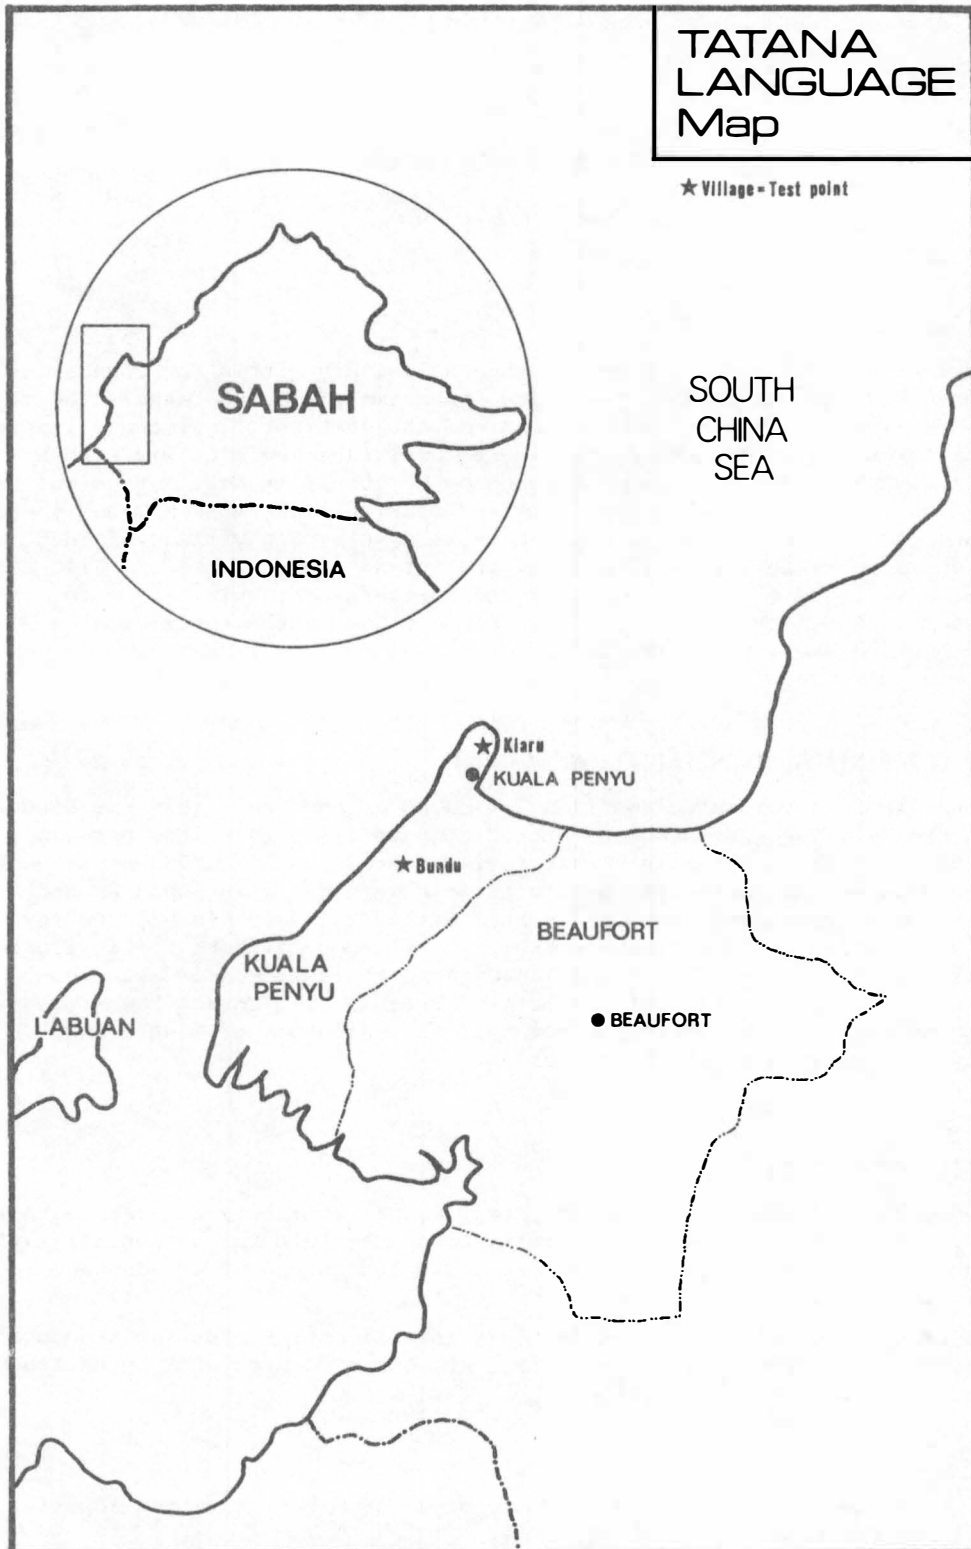 TATANA
LANGUAGE
Map
★ Village = Test point
SABAH
INDONESIA
SOUTH
CHINA
SEA
★ Kiaru
KUALA PENYU
★ Bundu
BEAUFORT
KUALA
PENYU
LABUAN
BEAUFORT